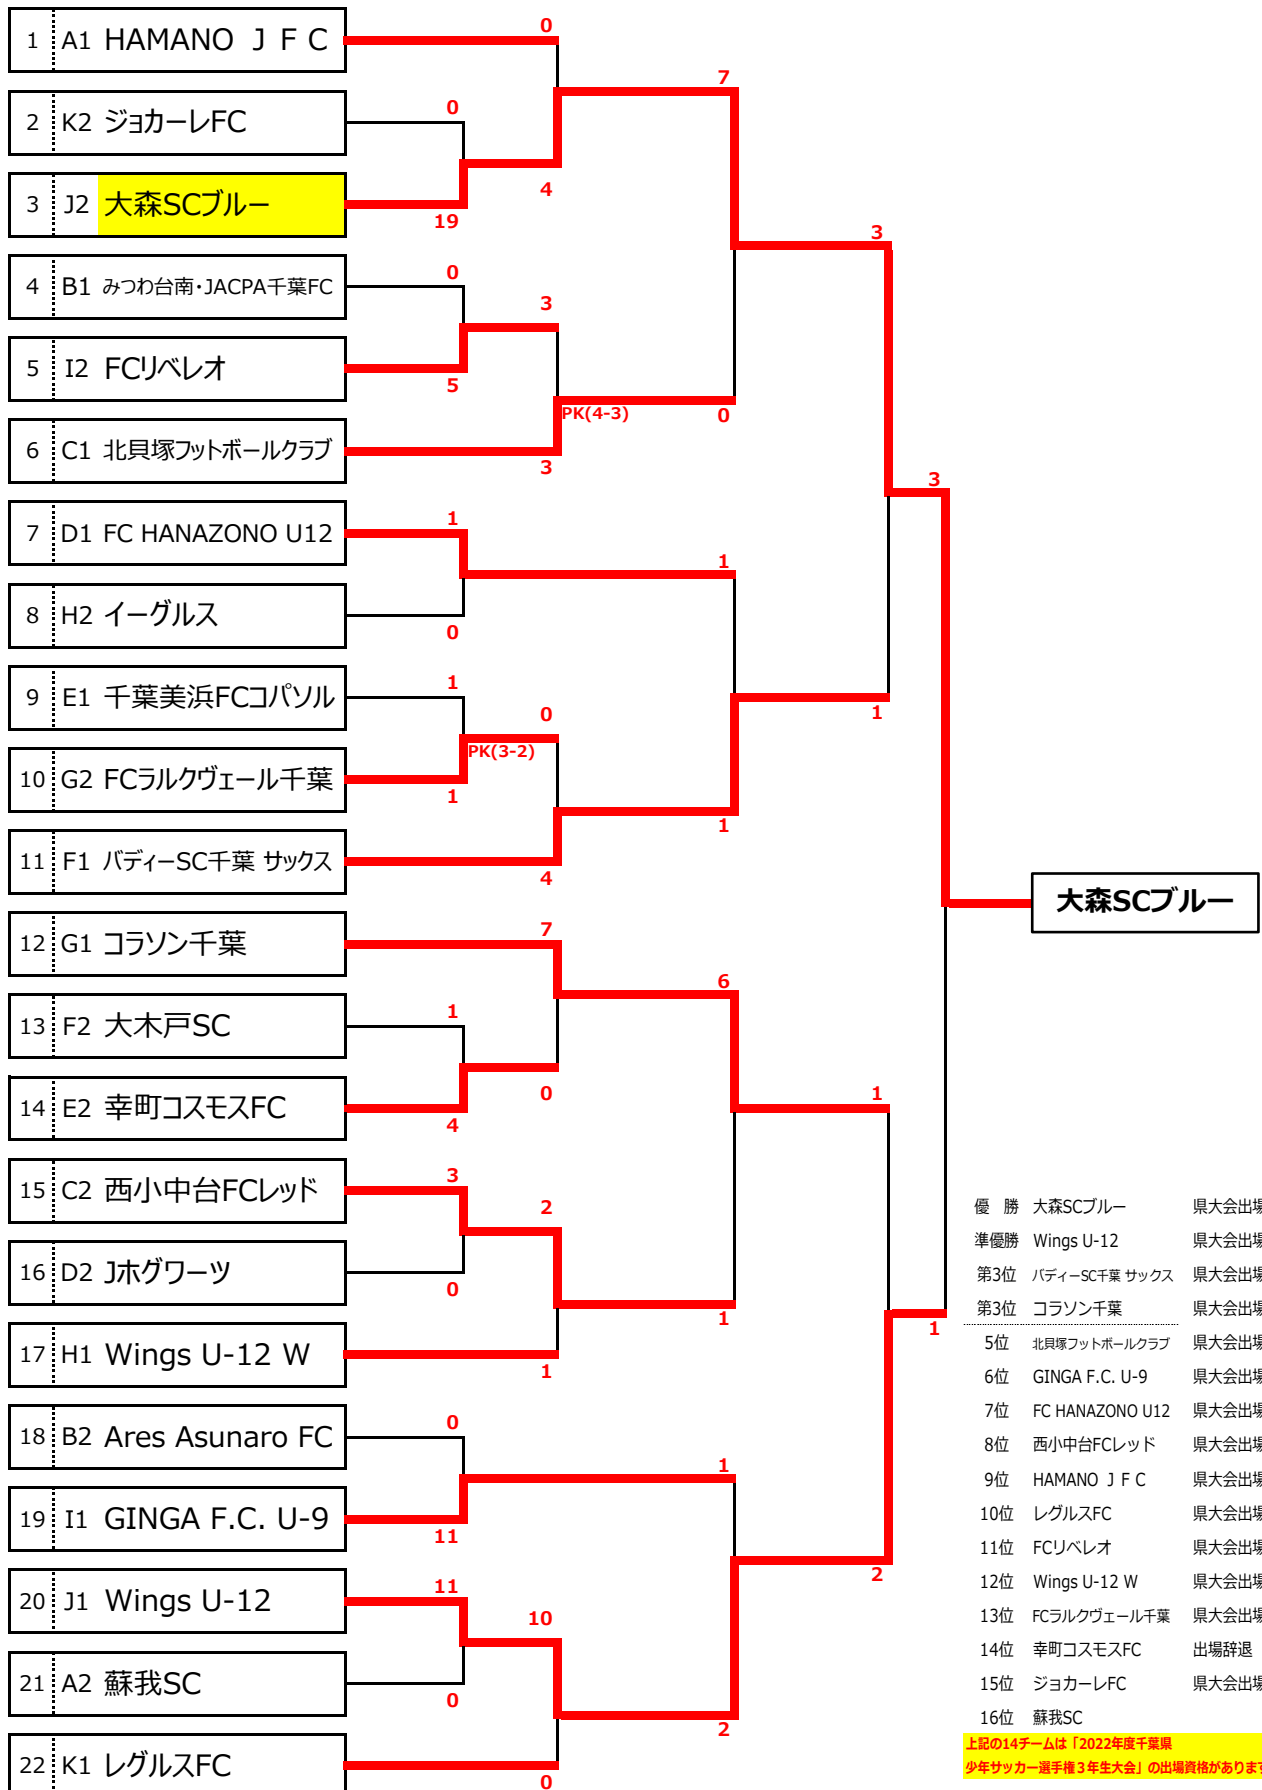 1 A1 HAMANO J F C
2 K2 ジョカーレFC
3 J2 大森SCブルー
4 B1 みつわ台南・JACPA千葉FC
5 I2 FCリベレオ
6 C1 北貝塚フットボールクラブ
7 D1 FC HANAZONO U12
8 H2 イーグルス
9 E1 千葉美浜FCコパソル
10 G2 FCラルクヴェール千葉
11 F1 バディーSC千葉 サックス
12 G1 コラソン千葉
13 F2 大木戸SC
14 E2 幸町コスモスFC
15 C2 西小中台FCレッド
16 D2 Jホグワーツ
17 H1 Wings U-12 W
18 B2 Ares Asunaro FC
19 I1 GINGA F.C. U-9
20 J1 Wings U-12
21 A2 蘇我SC
22 K1 レグルスFC
0
19
0
5
1
0
1
1
PK(3-2)
1
4
3
0
0
11
11
0
0
4
3
3
PK(4-3)
0
4
7
0
2
1
10
0
7
0
1
1
6
1
1
2
3
1
1
2
3
1
大森SCブルー
優 勝 大森SCブルー 県大会出場
準優勝 Wings U-12 県大会出場
第3位 バディーSC千葉 サックス 県大会出場
第3位 コラソン千葉 県大会出場
5位 北貝塚フットボールクラブ 県大会出場
6位 GINGA F.C. U-9 県大会出場
7位 FC HANAZONO U12 県大会出場
8位 西小中台FCレッド 県大会出場
9位 HAMANO J F C 県大会出場
10位 レグルスFC 県大会出場
11位 FCリベレオ 県大会出場
12位 Wings U-12 W 県大会出場
13位 FCラルクヴェール千葉 県大会出場
14位 幸町コスモスFC 出場辞退
15位 ジョカーレFC 県大会出場
16位 蘇我SC
上記の14チームは「2022年度千葉県
少年サッカー選手権３年生大会」の出場資格があります